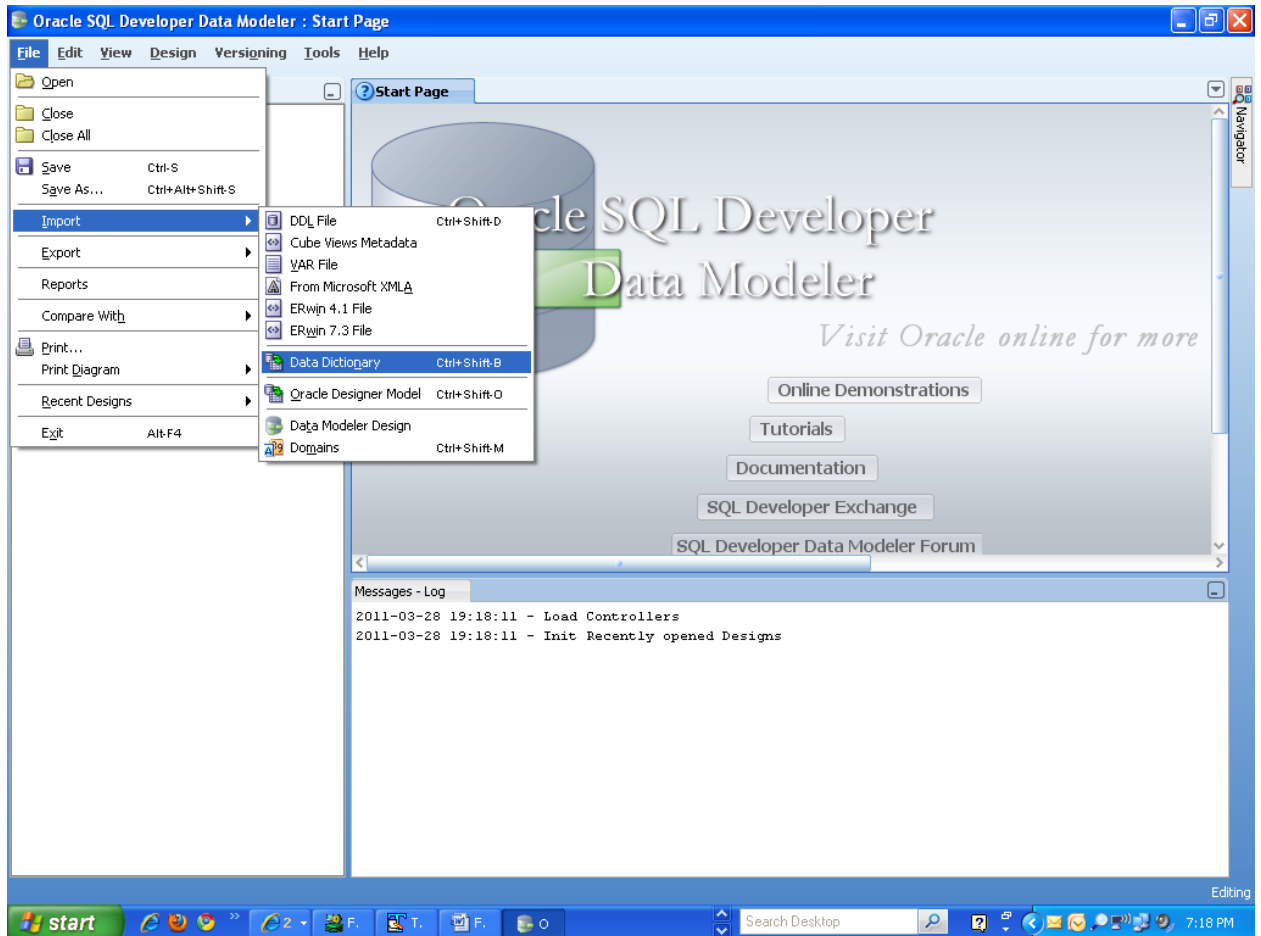 Oracle SQL Developer Data Modeler : Start Page
File Edit View Design Versioning Tools Help
Open
Close
Close All
Save Ctrl-S
Save As... Ctrl+Alt+Shift-S
Import
Export
Reports
Compare With
Print...
Print Diagram
Recent Designs
Exit Alt-F4
DDL File Ctrl+Shift-D
Cube Views Metadata
VAR File
From Microsoft XMLA
ERwin 4.1 File
ERwin 7.3 File
Data Dictionary Ctrl+Shift-B
Oracle Designer Model Ctrl+Shift-O
Data Modeler Design
Domains Ctrl+Shift-M
Start Page
Navigator
cle SQL Developer
Data Modeler
Visit Oracle online for more
Online Demonstrations
Tutorials
Documentation
SQL Developer Exchange
SQL Developer Data Modeler Forum
Messages - Log
2011-03-28 19:18:11 - Load Controllers
2011-03-28 19:18:11 - Init Recently opened Designs
Editing
start 2 F. T. F. O Search Desktop 7:18 PM